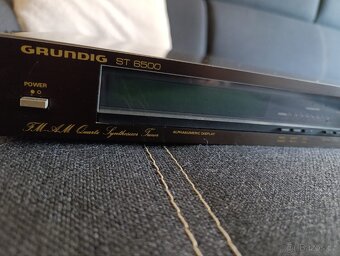 GRUNDIG ST 6500
POWER
FM-AM Quartz Synthesizer Tuner
ALPHANUMERIC DISPLAY